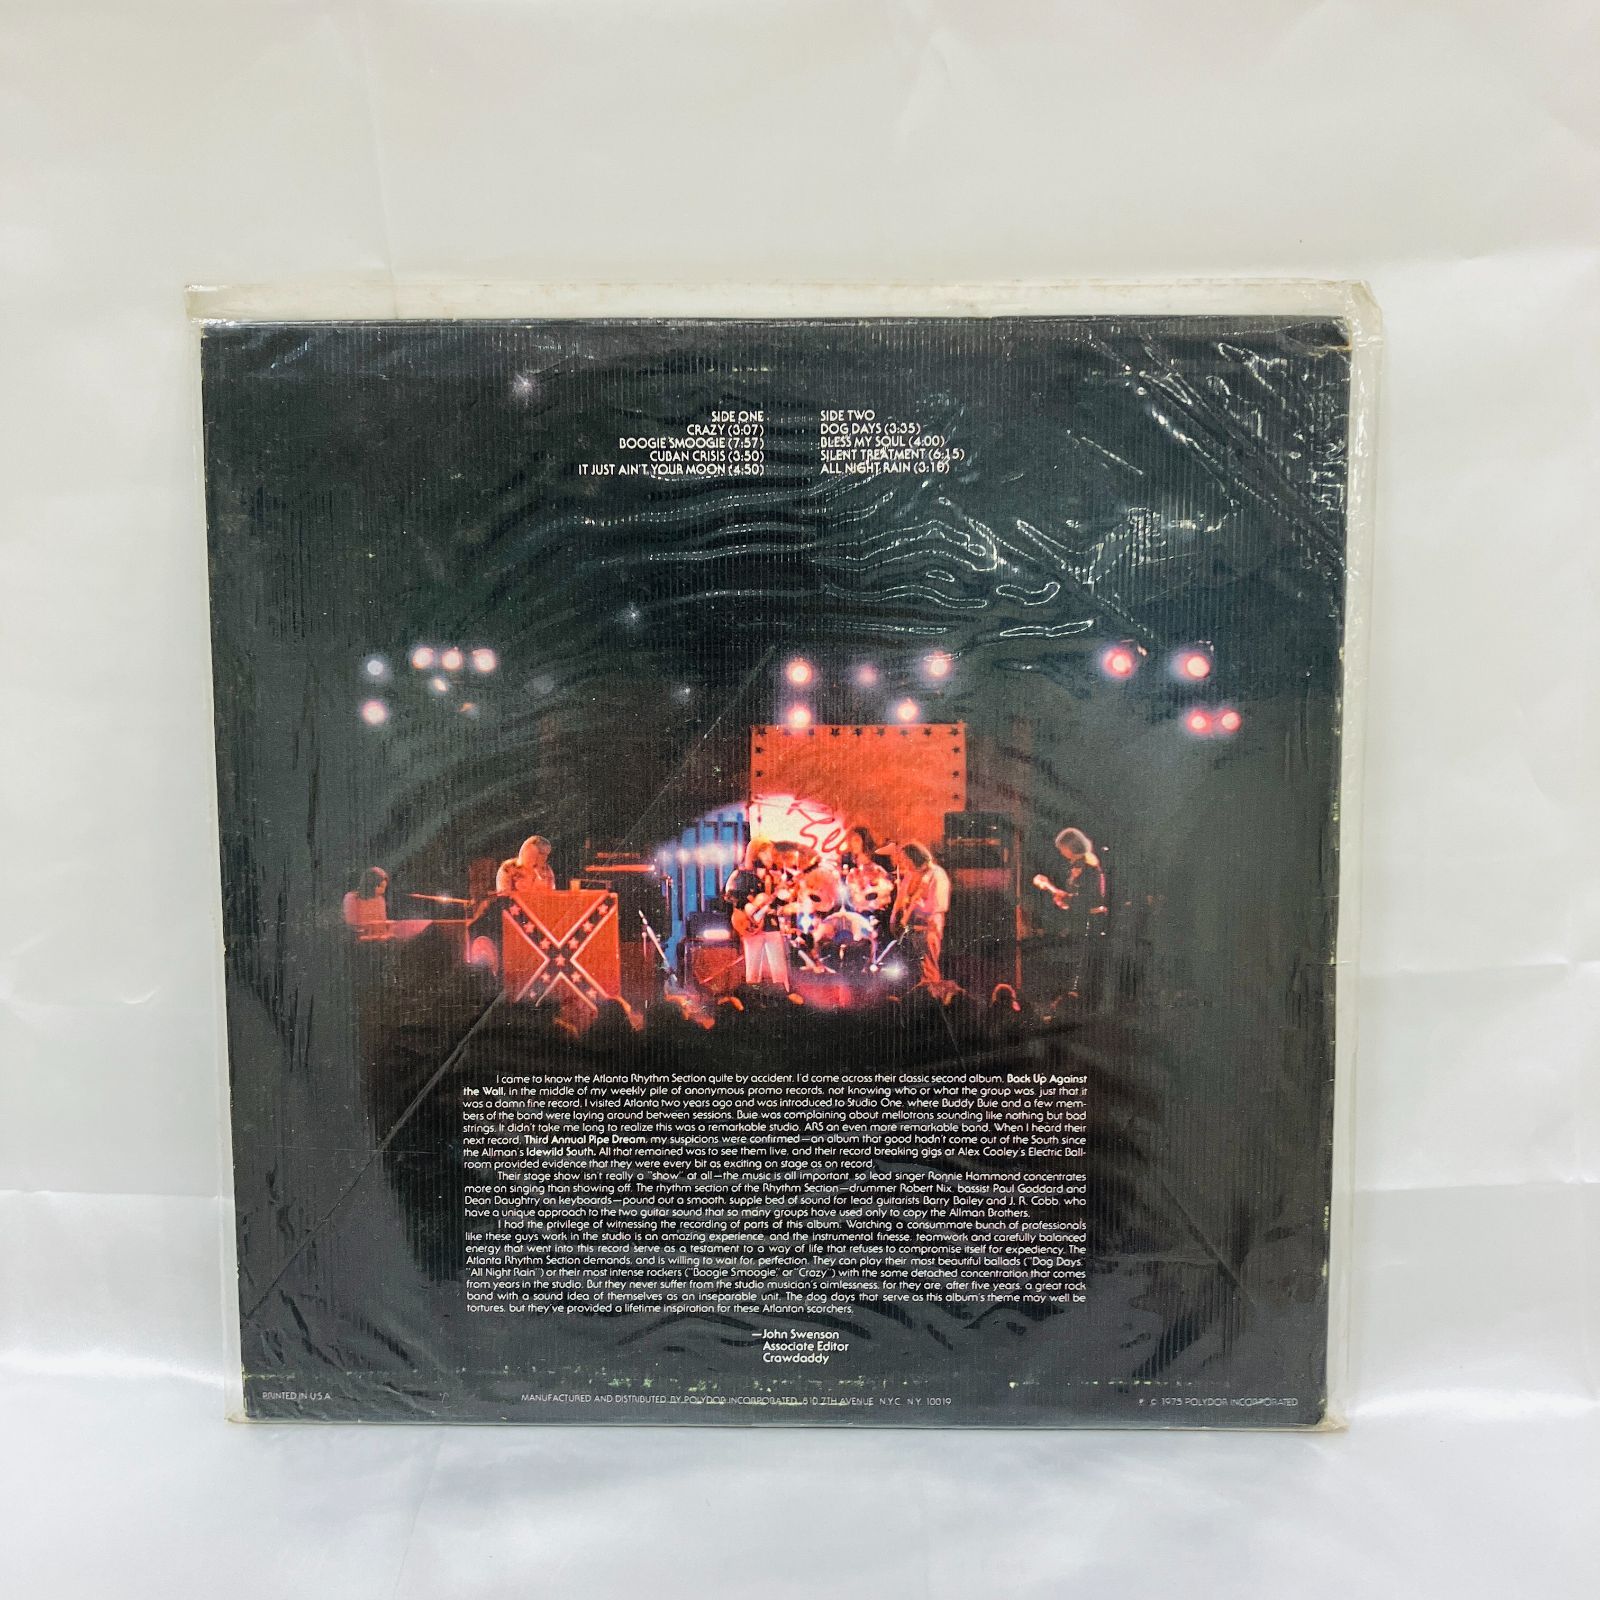 SIDE ONE
CRAZY (3:07)
BOOGIE SMOOGIE (7:57)
CUBAN CRISIS (3:50)
IT JUST AIN'T YOUR MOON (4:50)
SIDE TWO
DOG DAYS (3:35)
BLESS MY SOUL (4:00)
SILENT TREATMENT (6:15)
ALL NIGHT RAIN (3:10)
I came to know the Atlanta Rhythm Section quite by accident. I'd come across their classic second album, Back Up Against
the Wall, in the middle of my weekly pile of anonymous promo records, not knowing who or what the group was, just that it
was a damn fine record. I visited Atlanta two years ago and was introduced to Studio One, where Buddy Buie and a few mem-
bers of the band were laying around between sessions. Buie was complaining about mellotrons sounding like nothing but bad
strings. It didn't take me long to realize this was a remarkable studio, ARS an even more remarkable band. When I heard their
next record, Third Annual Pipe Dream, my suspicions were confirmed—an album that good hadn't come out of the South since
the Allman's Idewild South. All that remained was to see them live, and their record breaking gigs at Alex Cooley's Electric Ball-
room provided evidence that they were every bit as exciting on stage as on record.
Their stage show isn't really a "show" at all—the music is all important, so lead singer Ronnie Hammond concentrates
more on singing than showing off. The rhythm section of the Rhythm Section—drummer Robert Nix, bassist Paul Goddard and
Dean Daughtry on keyboards—pound out a smooth, supple bed of sound for lead guitarists Barry Bailey and J. R. Cobb, who
have a unique approach to the two guitar sound that so many groups have used only to copy the Allman Brothers.
I had the privilege of witnessing the recording of parts of this album. Watching a consummate bunch of professionals
like these guys work in the studio is an amazing experience, and the instrumental finesse, teamwork and carefully balanced
energy that went into this record serve as a testament to a way of life that refuses to compromise itself for expediency. The
Atlanta Rhythm Section demands, and is willing to wait for, perfection. They can play their most beautiful ballads ("Dog Days,"
"All Night Rain") or their most intense rockers ("Boogie Smoogie" or "Crazy") with the same detached concentration that comes
from years in the studio. But they never suffer from the studio musician's aimlessness, for they are, after five years, a great rock
band with a sound idea of themselves as an inseparable unit. The dog days that serve as this album's theme may well be
tortures, but they've provided a lifetime inspiration for these Atlantan scorchers.
—John Swenson
Associate Editor
Crawdaddy
PRINTED IN U.S.A.
MANUFACTURED AND DISTRIBUTED BY POLYDOR INCORPORATED, 810 7TH AVENUE, N.Y.C., N.Y. 10019
℗ © 1975 POLYDOR INCORPORATED